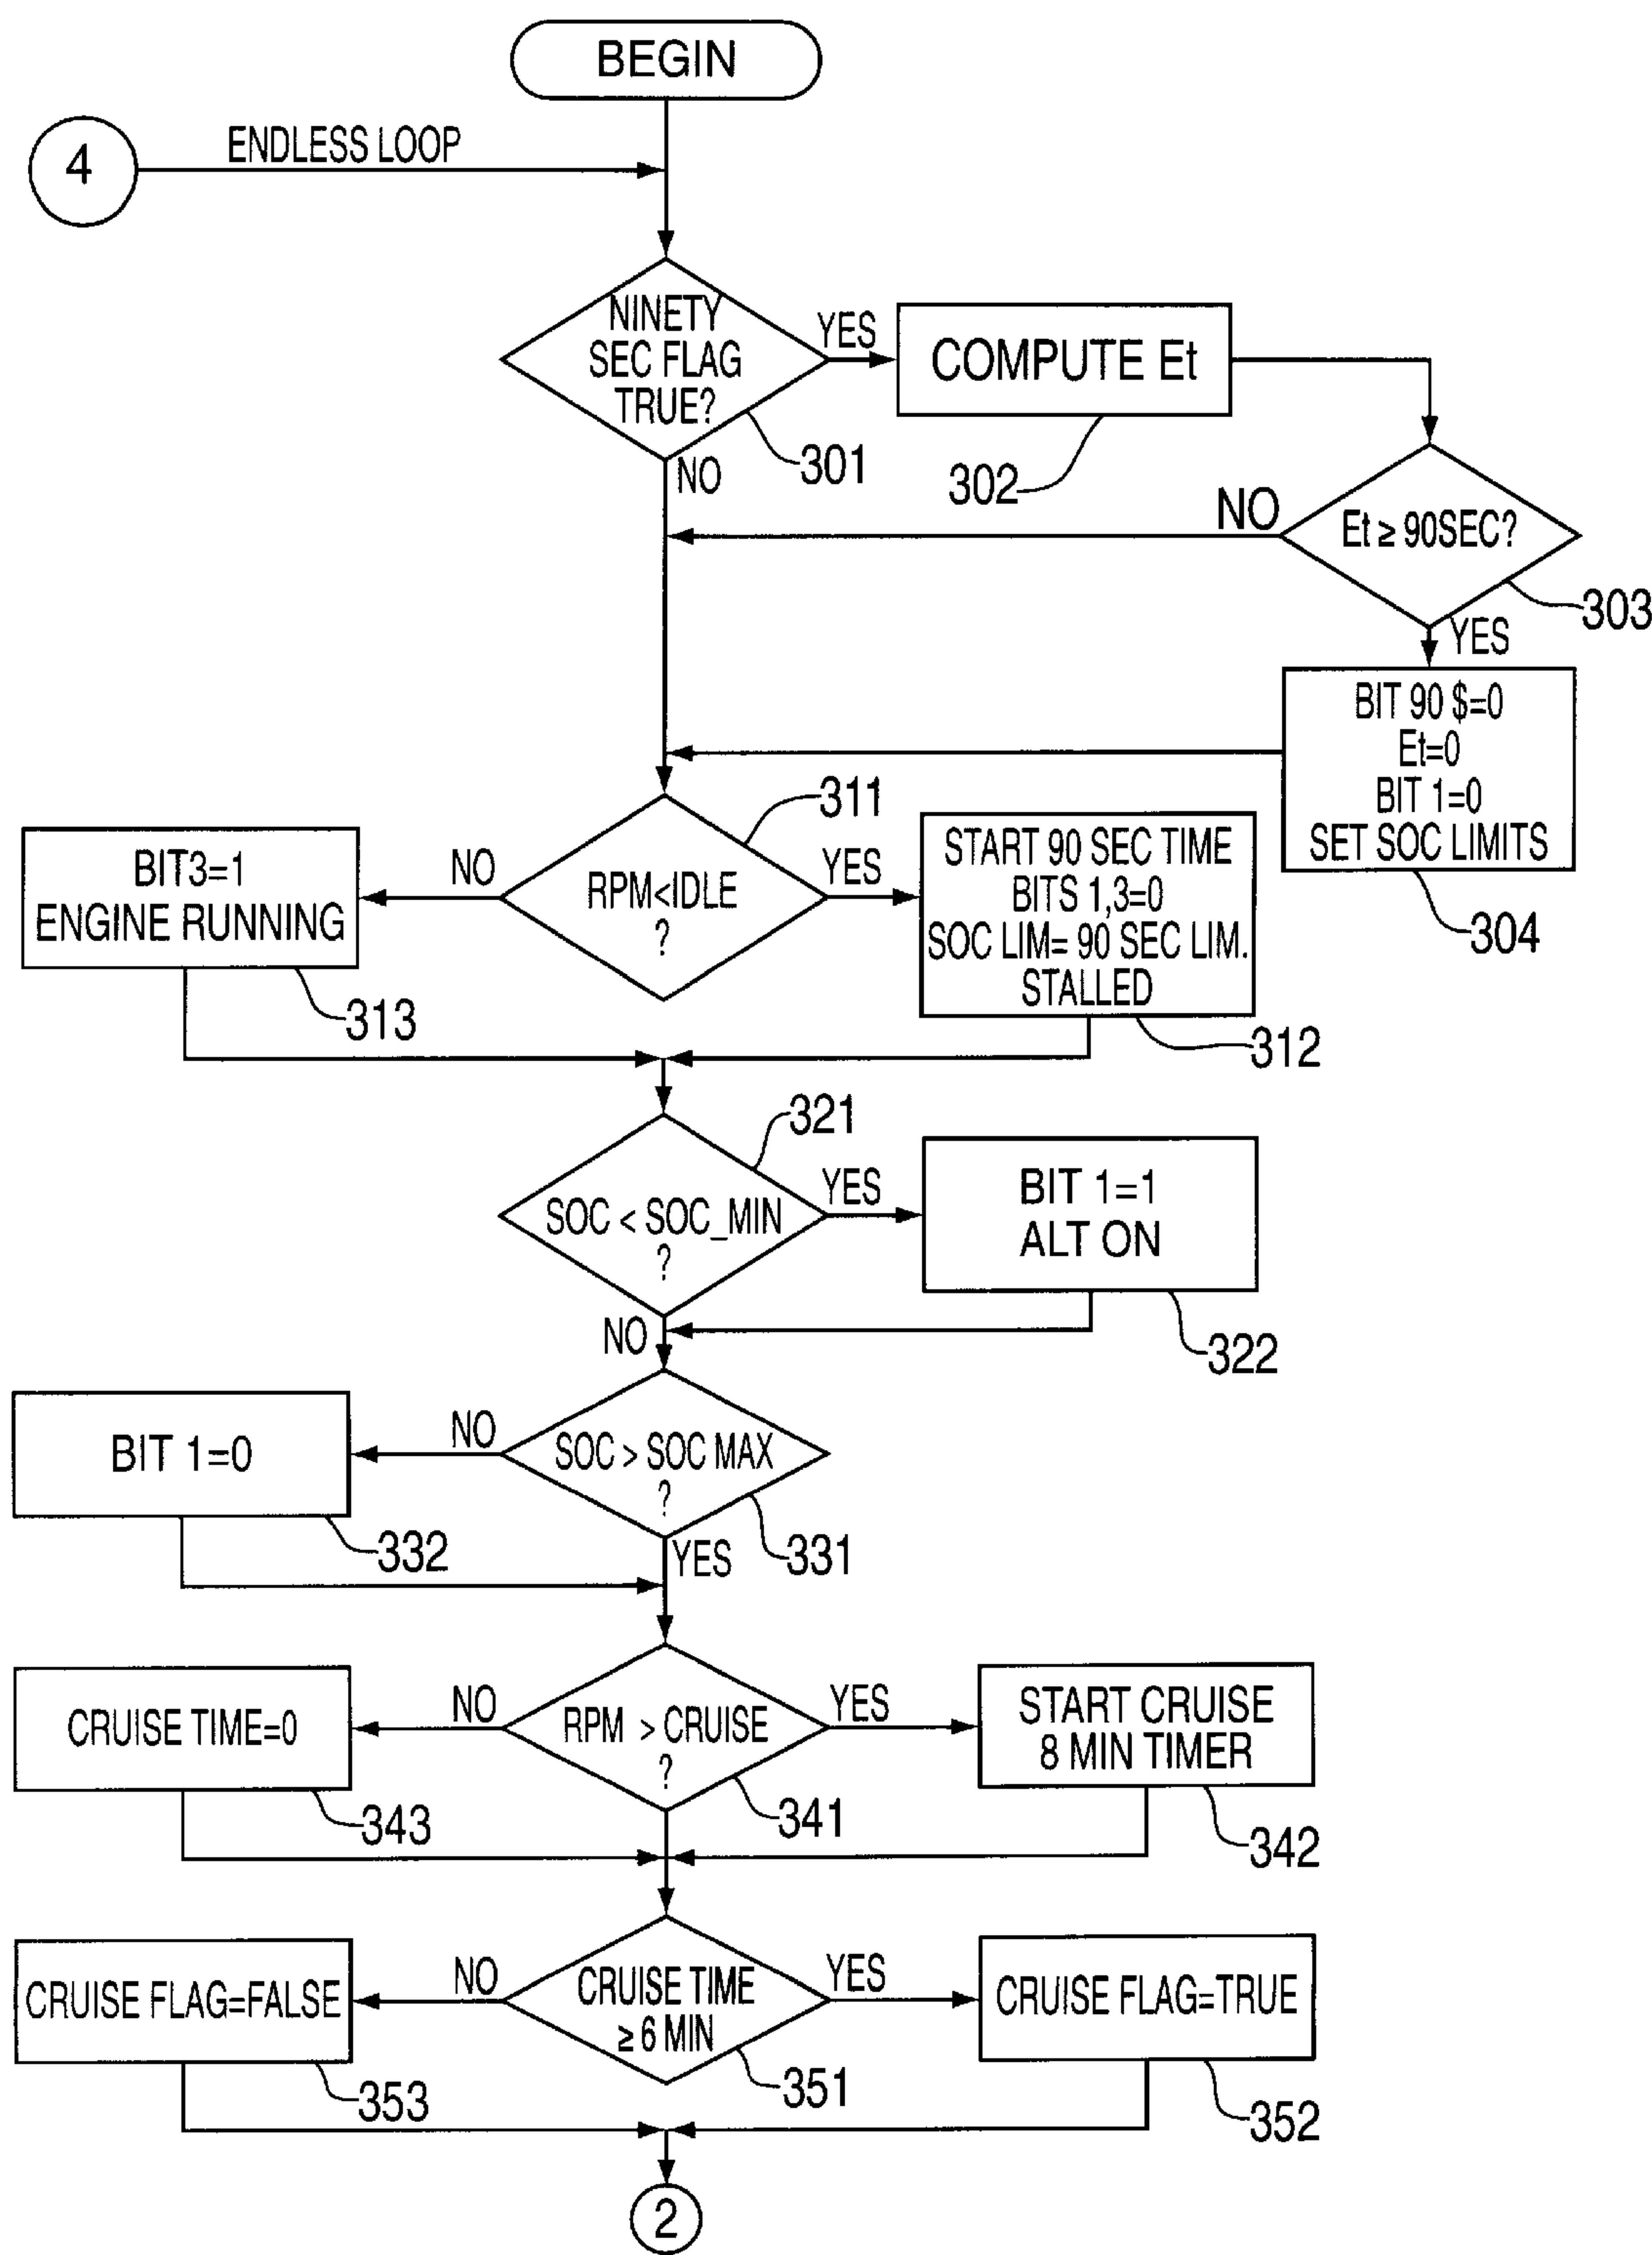 BEGIN
4
ENDLESS LOOP
NINETY
SEC FLAG
TRUE?
YES
COMPUTE Et
301
NO
302
NO
Et ≥ 90SEC?
303
YES
BIT 90 $=0
Et=0
BIT 1=0
SET SOC LIMITS
304
311
BIT3=1
ENGINE RUNNING
NO
RPM<IDLE
?
YES
START 90 SEC TIME
BITS 1,3=0
SOC LIM= 90 SEC LIM.
STALLED
313
312
321
SOC < SOC_MIN
?
YES
BIT 1=1
ALT ON
NO
322
BIT 1=0
NO
SOC > SOC MAX
?
332
YES
331
CRUISE TIME=0
NO
RPM > CRUISE
?
YES
START CRUISE
8 MIN TIMER
343
341
342
CRUISE FLAG=FALSE
NO
CRUISE TIME
≥ 6 MIN
YES
CRUISE FLAG=TRUE
353
351
352
2